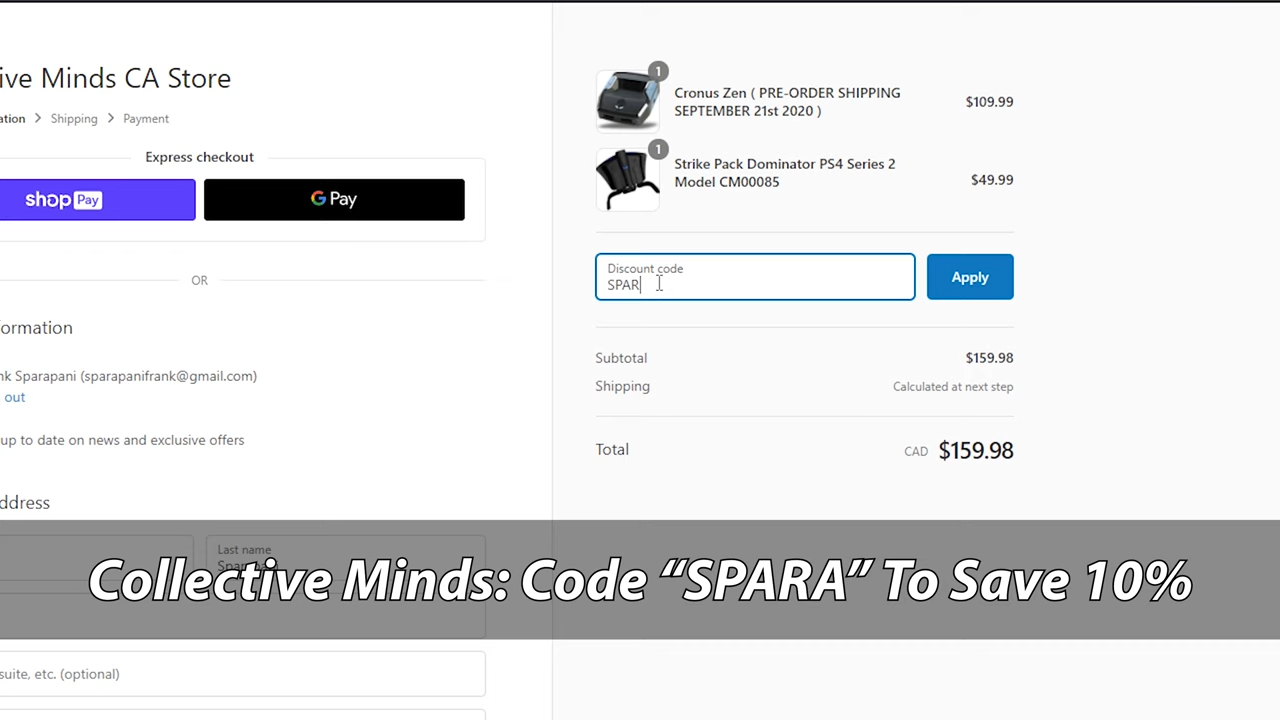 ive Minds CA Store
ation > Shipping > Payment
Express checkout
shop Pay
G Pay
OR
ormation
nk Sparapani (sparapanifrank@gmail.com)
out
up to date on news and exclusive offers
ddress
Last name
suite, etc. (optional)
1
Cronus Zen ( PRE-ORDER SHIPPING
SEPTEMBER 21st 2020 )
$109.99
1
Strike Pack Dominator PS4 Series 2
Model CM00085
$49.99
Discount code
SPAR
Apply
Subtotal
$159.98
Shipping
Calculated at next step
Total
CAD $159.98
Collective Minds: Code “SPARA” To Save 10%